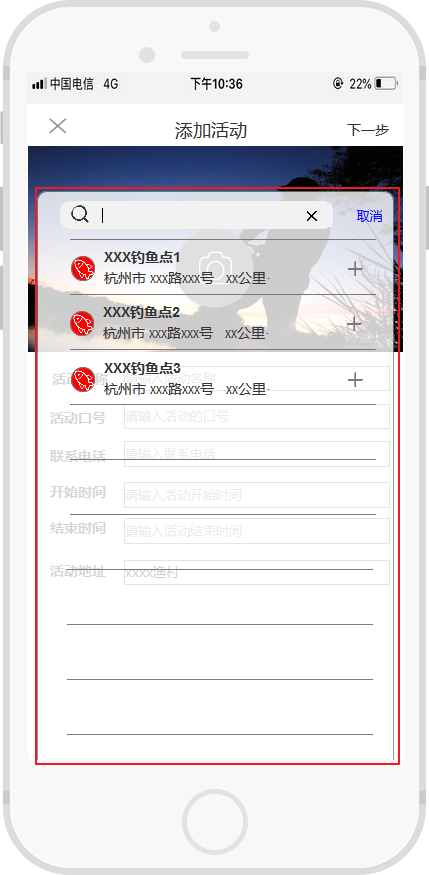 中国电信 4G 下午10:36 22%
添加活动 下一步
取消
XXX钓鱼点1
杭州市 xxx路xxx号 xx公里·
XXX钓鱼点2
杭州市 xxx路xxx号 xx公里·
XXX钓鱼点3
杭州市 xxx路xxx号 xx公里·
活动口号 请输入活动的口号
联系电话 请输入联系电话
开始时间 请输入活动开始时间
结束时间 请输入活动结束时间
活动地址 xxxx渔村